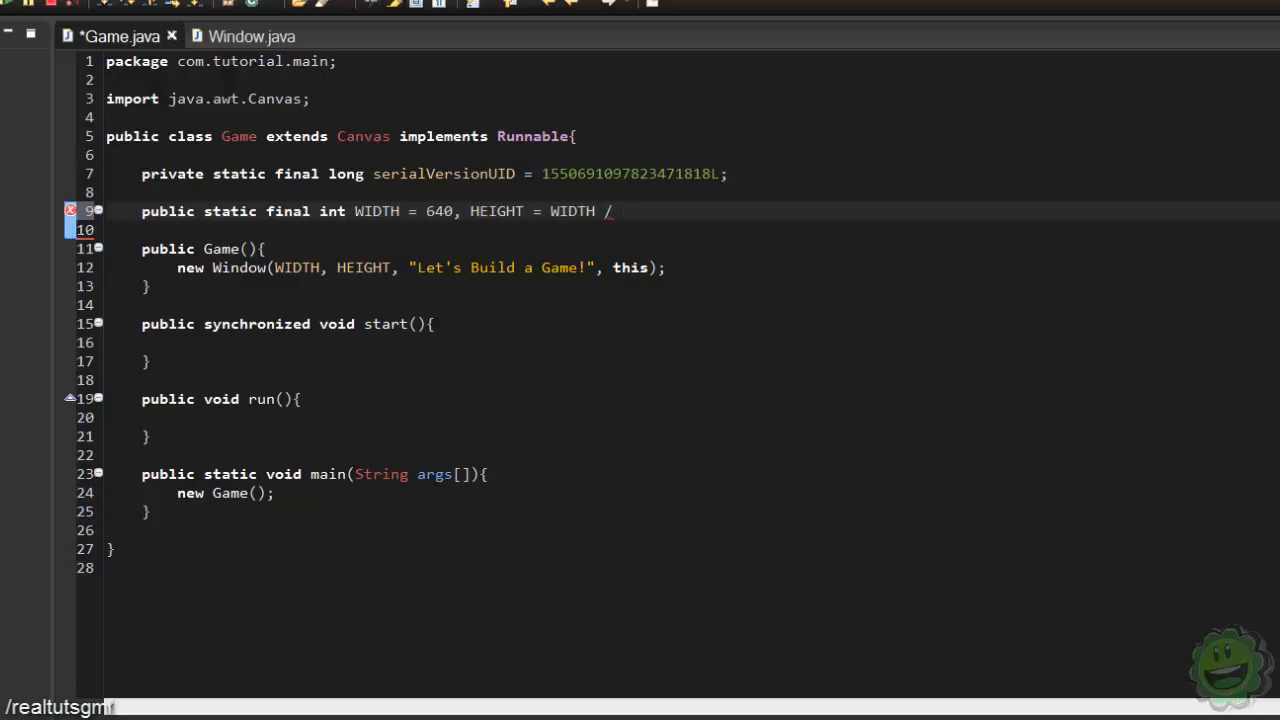 *Game.java Window.java
1 package com.tutorial.main;
2
3 import java.awt.Canvas;
4
5 public class Game extends Canvas implements Runnable{
6
7 private static final long serialVersionUID = 1550691097823471818L;
8
9 public static final int WIDTH = 640, HEIGHT = WIDTH /
10
11 public Game(){
12 new Window(WIDTH, HEIGHT, "Let's Build a Game!", this);
13 }
14
15 public synchronized void start(){
16
17 }
18
19 public void run(){
20
21 }
22
23 public static void main(String args[]){
24 new Game();
25 }
26
27 }
28
/realtutsgmr